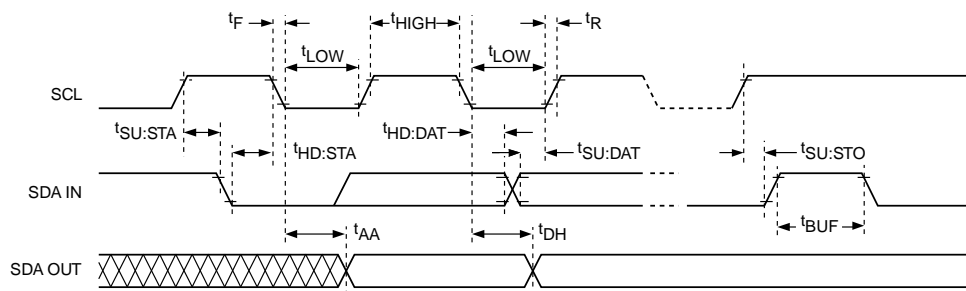 tF
tHIGH
tR
tLOW
tLOW
SCL
tSU:STA
tHD:STA
tHD:DAT
tSU:DAT
tSU:STO
SDA IN
tBUF
tAA
tDH
SDA OUT